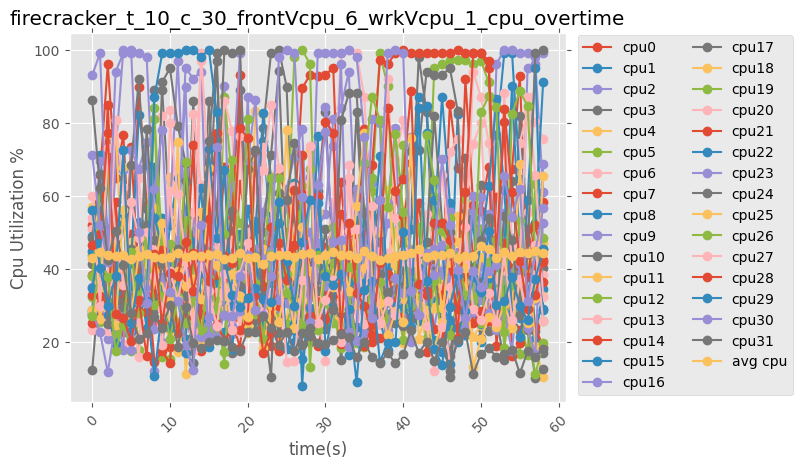 firecracker_t_10_c_30_frontVcpu_6_wrkVcpu_1_cpu_overtime
100
80
60
40
20
Cpu Utilization %
0
10
20
30
40
50
60
time(s)
cpu0
cpu1
cpu2
cpu3
cpu4
cpu5
cpu6
cpu7
cpu8
cpu9
cpu10
cpu11
cpu12
cpu13
cpu14
cpu15
cpu16
cpu17
cpu18
cpu19
cpu20
cpu21
cpu22
cpu23
cpu24
cpu25
cpu26
cpu27
cpu28
cpu29
cpu30
cpu31
avg cpu